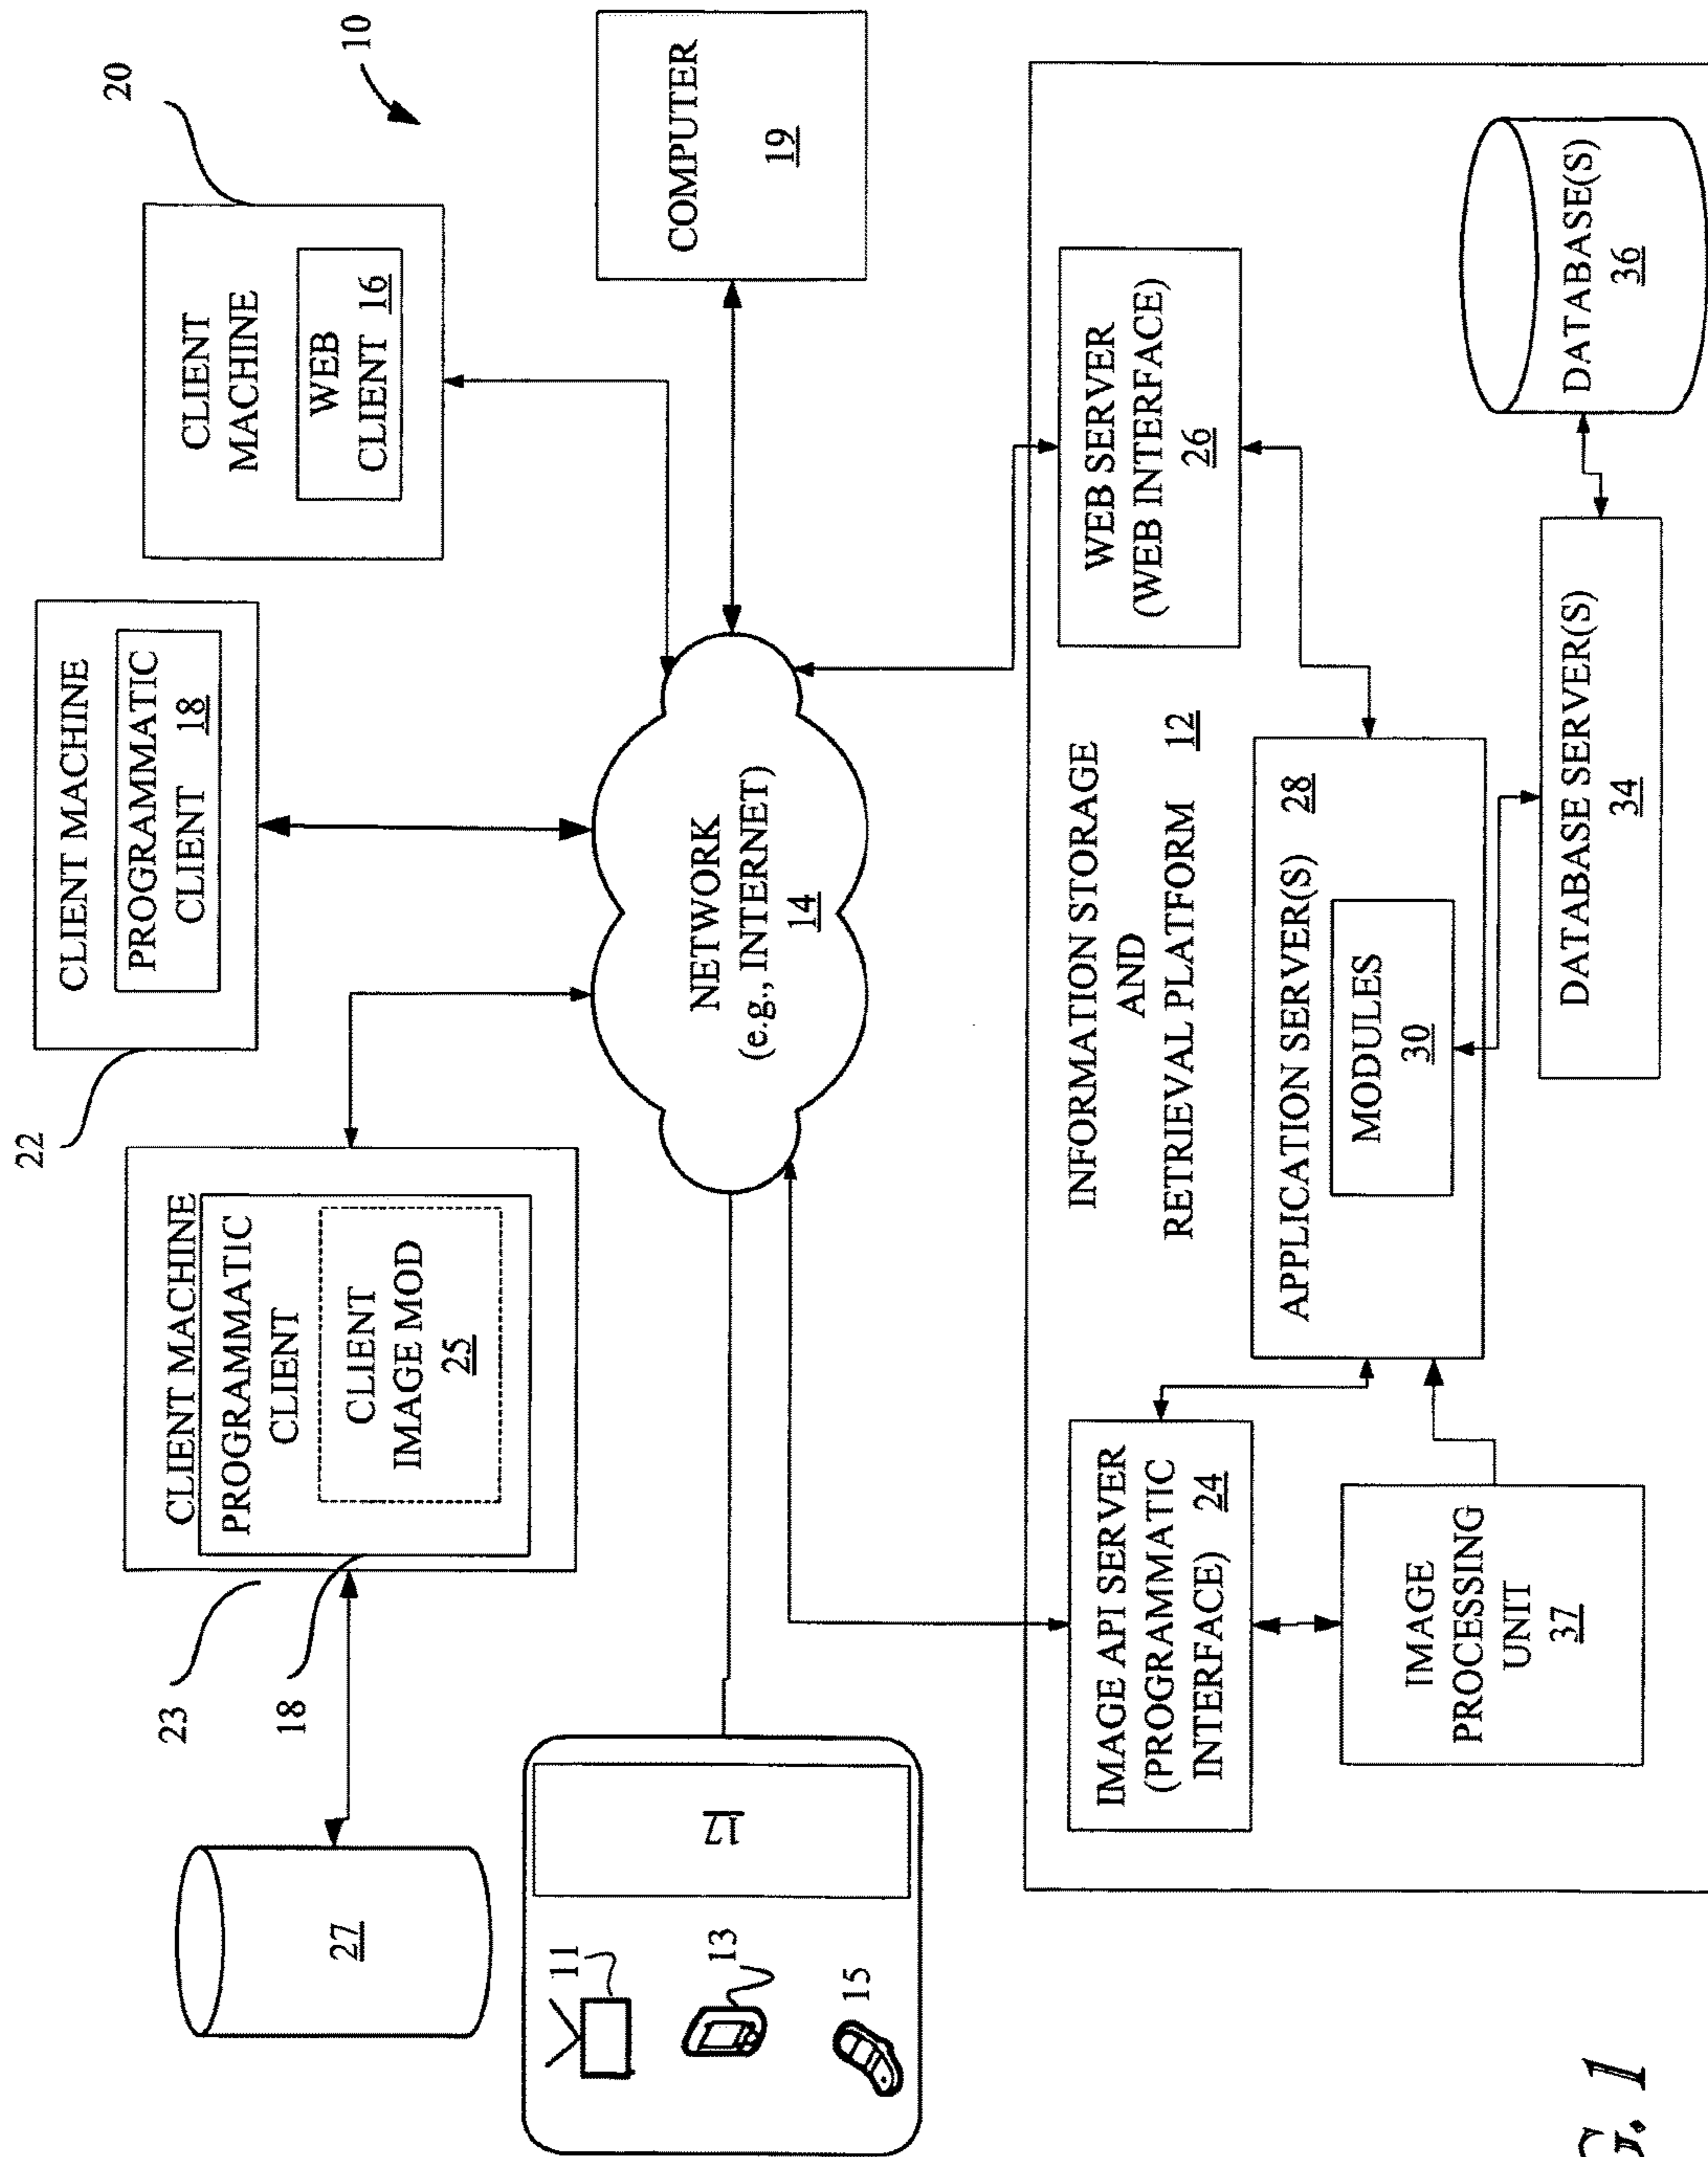 20
10
CLIENT
MACHINE
WEB
CLIENT 16
COMPUTER
19
22
CLIENT MACHINE
PROGRAMMATIC
CLIENT 18
23
18
CLIENT MACHINE
PROGRAMMATIC
CLIENT
CLIENT
IMAGE MOD
25
27
11
13
15
17
NETWORK
(e.g., INTERNET)
14
INFORMATION STORAGE
AND
RETRIEVAL PLATFORM 12
WEB SERVER
(WEB INTERFACE)
26
IMAGE API SERVER
(PROGRAMMATIC
INTERFACE) 24
APPLICATION SERVER(S) 28
MODULES
30
IMAGE
PROCESSING
UNIT
37
DATABASE SERVER(S)
34
DATABASE(S)
36
G. 1